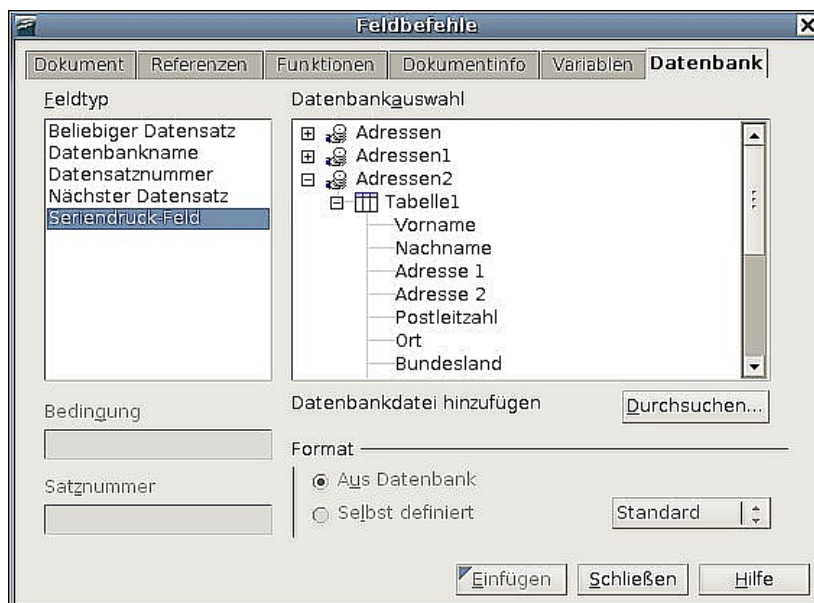 Feldbefehle
Dokument Referenzen Funktionen Dokumentinfo Variablen Datenbank
Feldtyp
Beliebiger Datensatz
Datenbankname
Datensatznummer
Nächster Datensatz
Seriendruck-Feld
Datenbankauswahl
Adressen
Adressen1
Adressen2
Tabelle1
Vorname
Nachname
Adresse 1
Adresse 2
Postleitzahl
Ort
Bundesland
Bedingung
Satznummer
Datenbankdatei hinzufügen Durchsuchen...
Format
Aus Datenbank
Selbst definiert Standard
Einfügen Schließen Hilfe